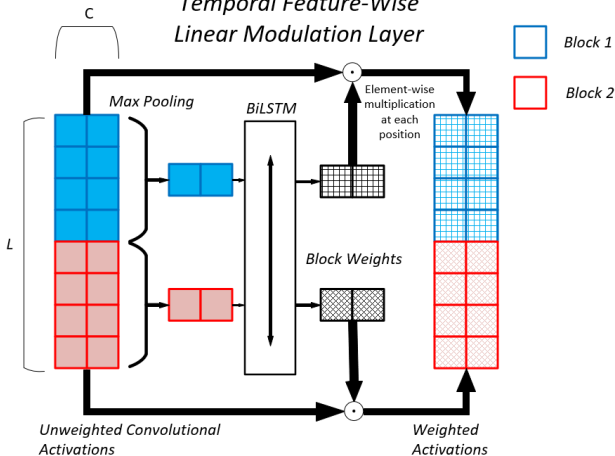 Temporal Feature-Wise
Linear Modulation Layer
C
Block 1
Block 2
Max Pooling
BiLSTM
Element-wise
multiplication
at each
position
L
Block Weights
Unweighted Convolutional
Activations
Weighted
Activations